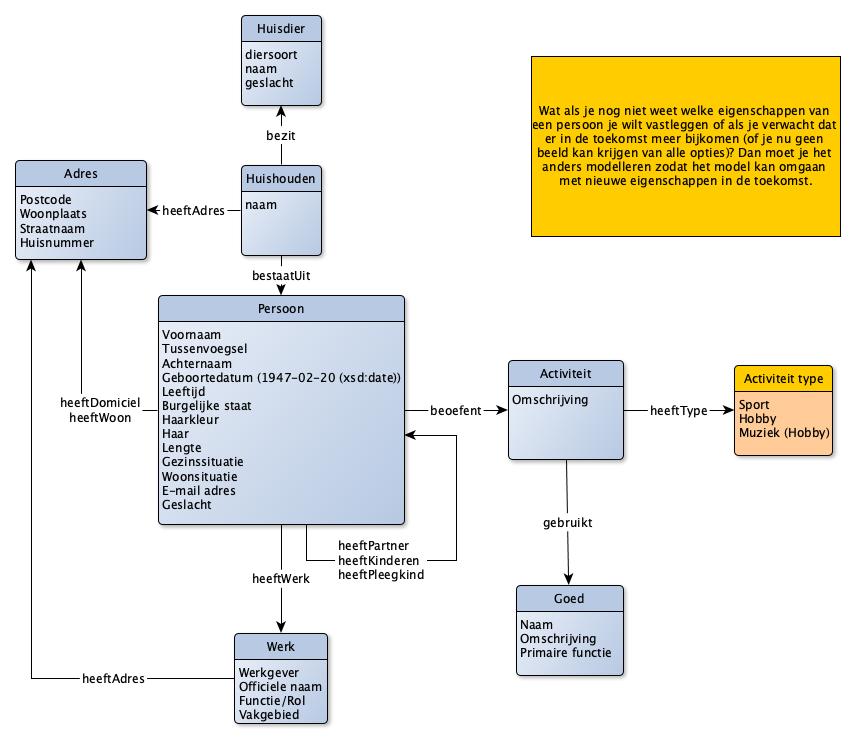 Huisdier
diersoort
naam
geslacht
Wat als je nog niet weet welke eigenschappen van
een persoon je wilt vastleggen of als je verwacht dat
er in de toekomst meer bijkomen (of je nu geen
beeld kan krijgen van alle opties)? Dan moet je het
anders modelleren zodat het model kan omgaan
met nieuwe eigenschappen in de toekomst.
bezit
Adres
Postcode
Woonplaats
Straatnaam
Huisnummer
heeftAdres
Huishouden
naam
bestaatUit
Persoon
Voornaam
Tussenvoegsel
Achternaam
Geboortedatum (1947-02-20 (xsd:date))
Leeftijd
Burgelijke staat
Haarkleur
Haar
Lengte
Gezinssituatie
Woonsituatie
E-mail adres
Geslacht
heeftDomiciel
heeftWoon
beoefent
Activiteit
Omschrijving
heeftType
Activiteit type
Sport
Hobby
Muziek (Hobby)
gebruikt
heeftPartner
heeftKinderen
heeftPleegkind
heeftWerk
Goed
Naam
Omschrijving
Primaire functie
Werk
Werkgever
Officiele naam
Functie/Rol
Vakgebied
heeftAdres